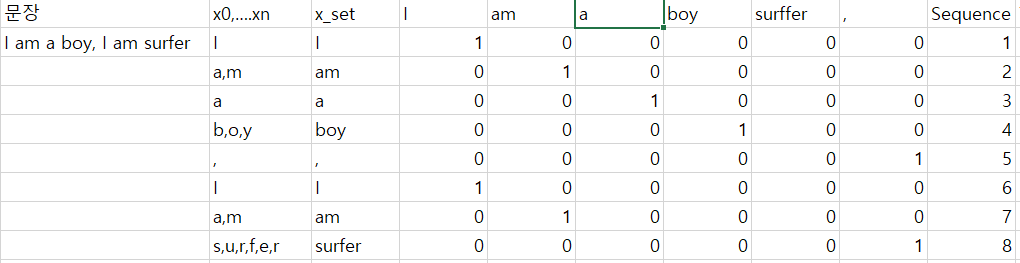 문장 x0,....xn x_set I am a boy surffer , Sequence
I am a boy, I am surfer I I 1 0 0 0 0 0 1
a,m am 0 1 0 0 0 0 2
a a 0 0 1 0 0 0 3
b,o,y boy 0 0 0 1 0 0 4
, , 0 0 0 0 0 1 5
I I 1 0 0 0 0 0 6
a,m am 0 1 0 0 0 0 7
s,u,r,f,e,r surfer 0 0 0 0 0 1 8